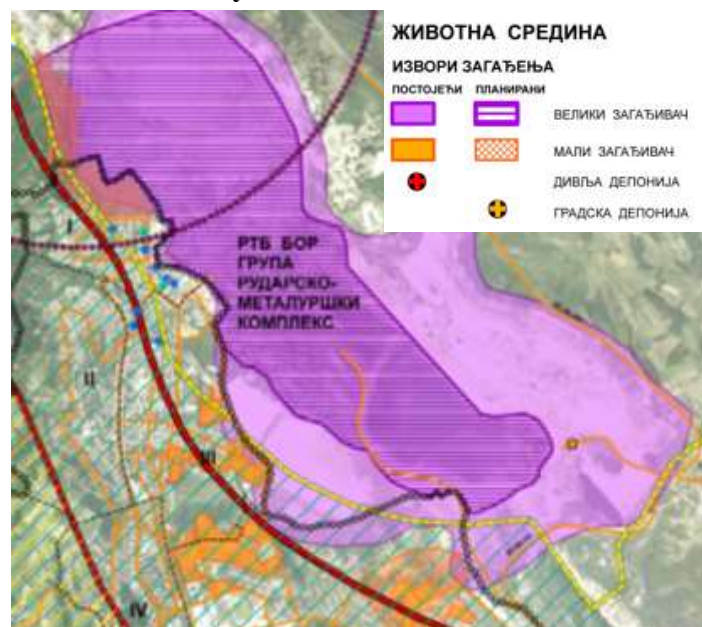 ЖИВОТНА СРЕДИНА
ИЗВОРИ ЗАГАЂЕЊА
ПОСТОЈЕЋИ ПЛАНИРАНИ
ВЕЛИКИ ЗАГАЂИВАЧ
МАЛИ ЗАГАЂИВАЧ
ДИВЉА ДЕПОНИЈА
ГРАДСКА ДЕПОНИЈА
I
РТБ БОР
ГРУПА
РУДАРСКО-
МЕТАЛУРШКИ
КОМПЛЕКС
II
III
IV